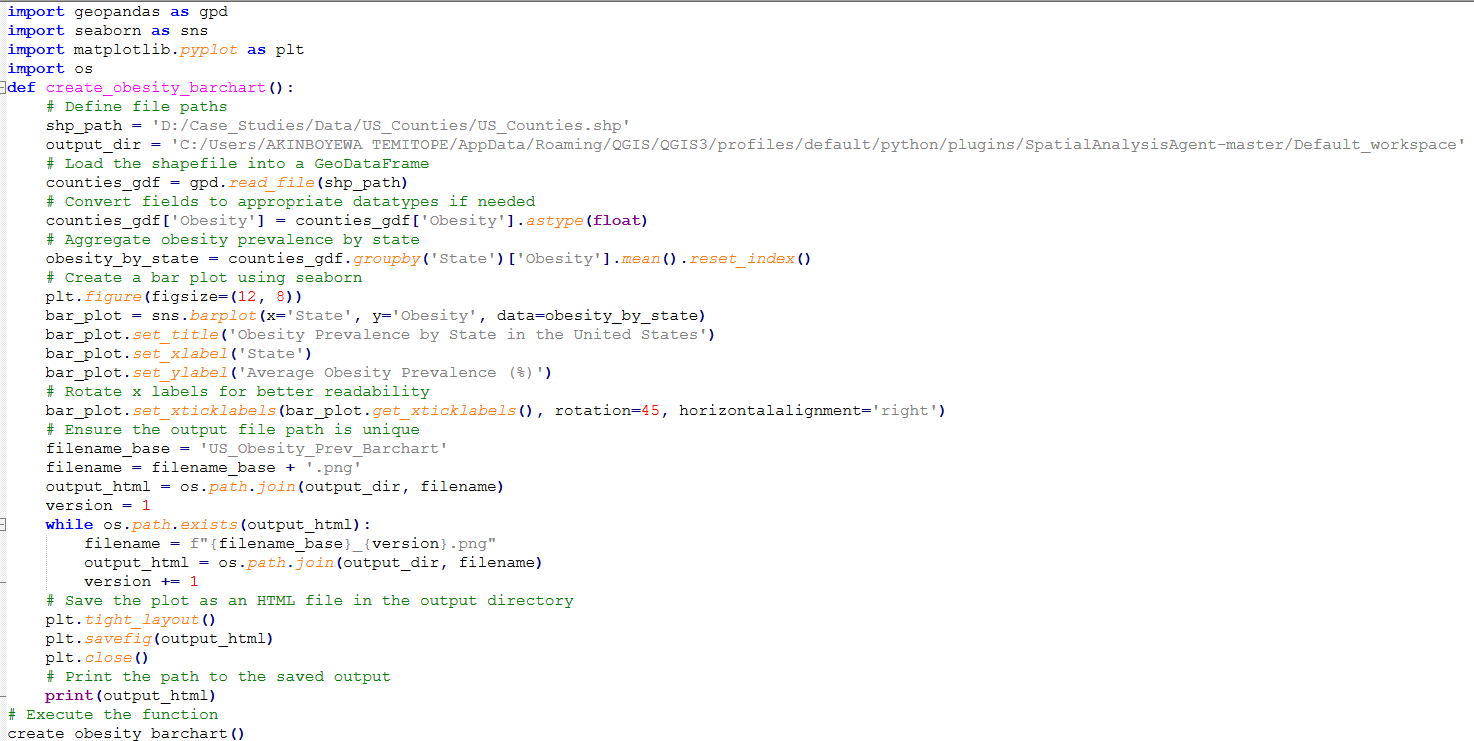 import geopandas as gpd
import seaborn as sns
import matplotlib.pyplot as plt
import os
def create_obesity_barchart():
    # Define file paths
    shp_path = 'D:/Case_Studies/Data/US_Counties/US_Counties.shp'
    output_dir = 'C:/Users/AKINBOYEWA TEMITOPE/AppData/Roaming/QGIS/QGIS3/profiles/default/python/plugins/SpatialAnalysisAgent-master/Default_workspace'
    # Load the shapefile into a GeoDataFrame
    counties_gdf = gpd.read_file(shp_path)
    # Convert fields to appropriate datatypes if needed
    counties_gdf['Obesity'] = counties_gdf['Obesity'].astype(float)
    # Aggregate obesity prevalence by state
    obesity_by_state = counties_gdf.groupby('State')['Obesity'].mean().reset_index()
    # Create a bar plot using seaborn
    plt.figure(figsize=(12, 8))
    bar_plot = sns.barplot(x='State', y='Obesity', data=obesity_by_state)
    bar_plot.set_title('Obesity Prevalence by State in the United States')
    bar_plot.set_xlabel('State')
    bar_plot.set_ylabel('Average Obesity Prevalence (%)')
    # Rotate x labels for better readability
    bar_plot.set_xticklabels(bar_plot.get_xticklabels(), rotation=45, horizontalalignment='right')
    # Ensure the output file path is unique
    filename_base = 'US_Obesity_Prev_Barchart'
    filename = filename_base + '.png'
    output_html = os.path.join(output_dir, filename)
    version = 1
    while os.path.exists(output_html):
        filename = f"{filename_base}_{version}.png"
        output_html = os.path.join(output_dir, filename)
        version += 1
    # Save the plot as an HTML file in the output directory
    plt.tight_layout()
    plt.savefig(output_html)
    plt.close()
    # Print the path to the saved output
    print(output_html)
# Execute the function
create_obesity_barchart()